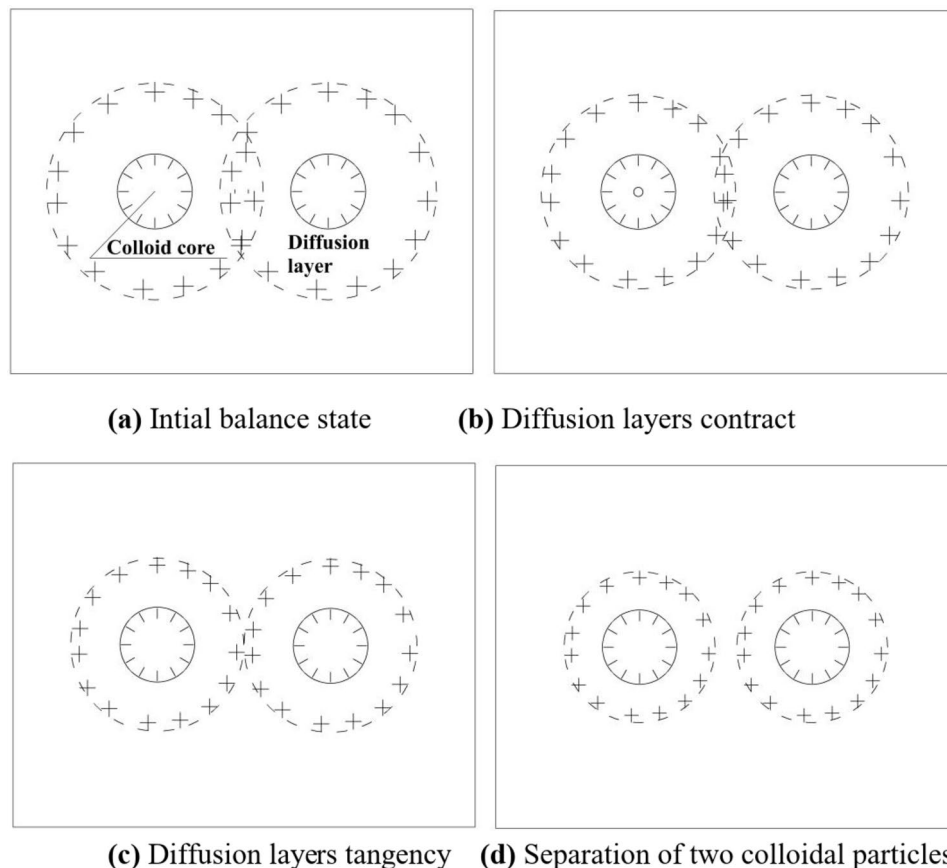 Colloid core
Diffusion
layer
(a) Intial balance state
(b) Diffusion layers contract
(c) Diffusion layers tangency
(d) Separation of two colloidal particles